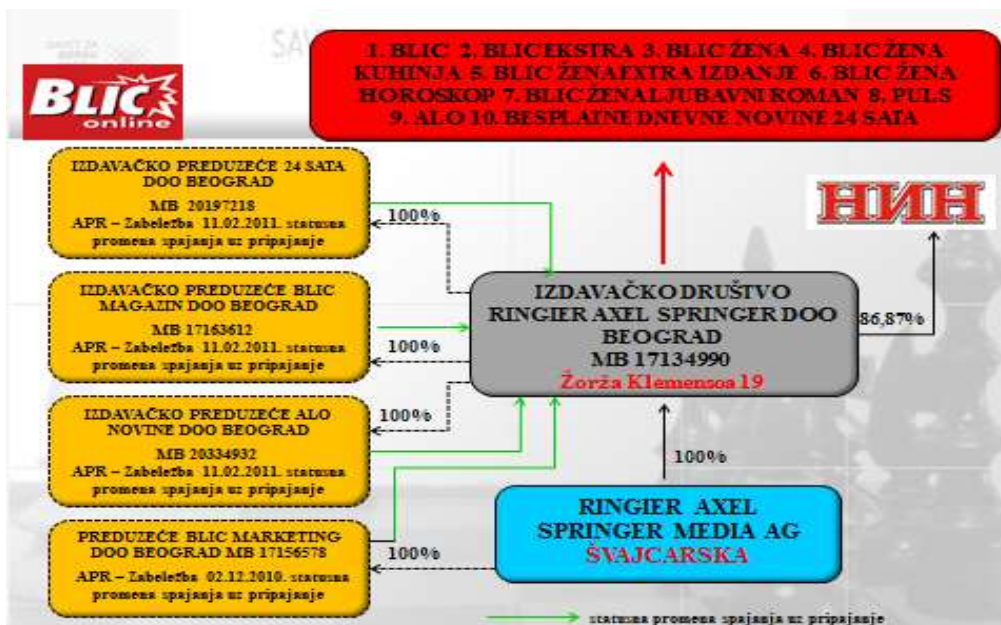 SAV
1. BLIC 2. BLIC EKSTRA 3. BLIC ŽENA 4. BLIC ŽENA
KUHINJA 5. BLIC ŽENA EXTRA IZDANJE 6. BLIC ŽENA
HOROSKOP 7. BLIC ŽENA LJUBAVNI ROMAN 8. PULS
9. ALO 10. BESPLATNE DNEVNE NOVINE 24 SATA
BLIC
online
IZDAVAČKO PREDUZEĆE 24 SATA
DOO BEOGRAD
MB 20197218
APR – Zabeležba 11.02.2011. statusna
promena spajanja uz pripajanje
100%
НИН
IZDAVAČKO PREDUZEĆE BLIC
MAGAZIN DOO BEOGRAD
MB 17163612
APR – Zabeležba 11.02.2011. statusna
promena spajanja uz pripajanje
100%
IZDAVAČKO DRUŠTVO
RINGIER AXEL SPRINGER DOO
BEOGRAD
MB 17134990
Žorža Klemensoa 19
86,87%
IZDAVAČKO PREDUZEĆE ALO
NOVINE DOO BEOGRAD
MB 20334932
APR – Zabeležba 11.02.2011. statusna
promena spajanja uz pripajanje
100%
100%
PREDUZEĆE BLIC MARKETING
DOO BEOGRAD MB 17156578
APR – Zabeležba 02.12.2010. statusna
promena spajanja uz pripajanje
100%
RINGIER AXEL
SPRINGER MEDIA AG
ŠVAJCARSKA
statusna promena spajanja uz pripajanje